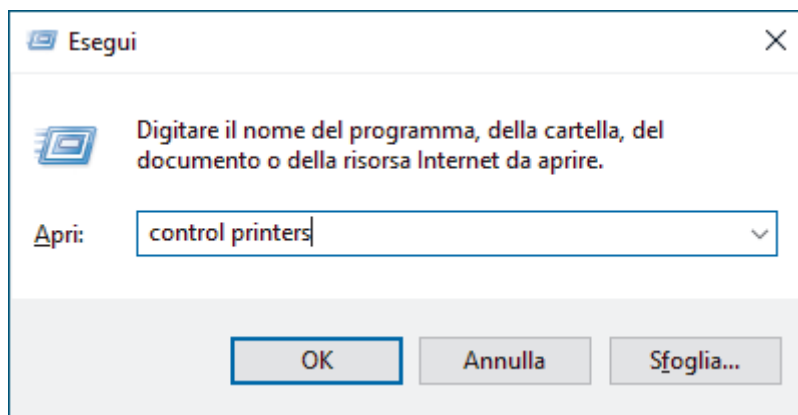 Esegui
Digitare il nome del programma, della cartella, del
documento o della risorsa Internet da aprire.
Apri: control printers
OK Annulla Sfoglia...